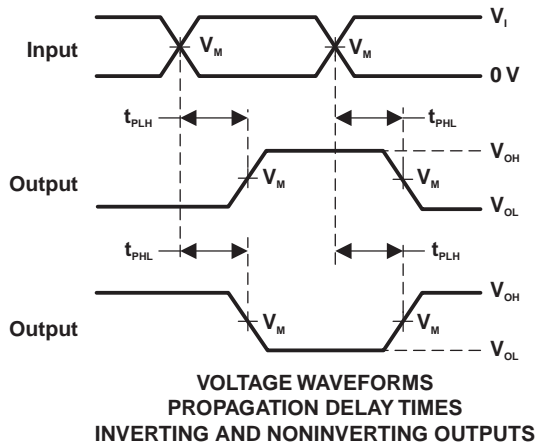 V_I
Input V_M V_M
0 V
t_PLH t_PHL
V_OH
Output V_M V_M
V_OL
t_PHL t_PLH
V_OH
Output V_M V_M
V_OL
VOLTAGE WAVEFORMS
PROPAGATION DELAY TIMES
INVERTING AND NONINVERTING OUTPUTS